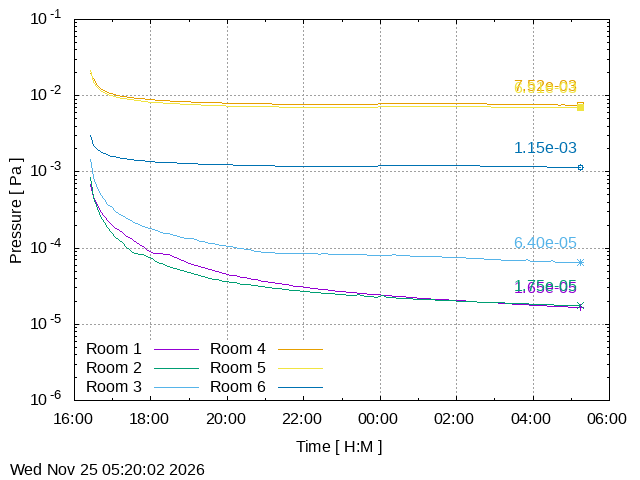 10^-1
10^-2
10^-3
10^-4
10^-5
10^-6
Pressure [ Pa ]
7.52e-03
1.15e-03
6.40e-05
1.65e-05
Room 1 Room 4
Room 2 Room 5
Room 3 Room 6
16:00 18:00 20:00 22:00 00:00 02:00 04:00 06:00
Time [ H:M ]
Wed Nov 25 05:20:02 2026